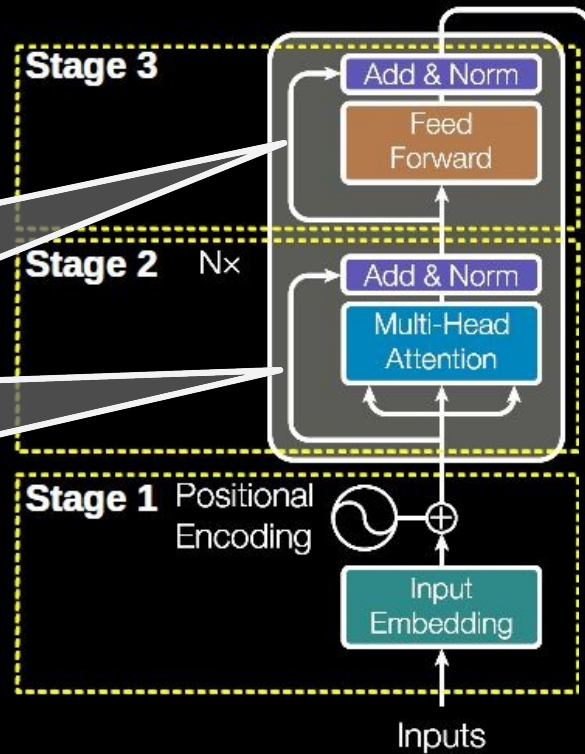 Stage 3
Add & Norm
Feed
Forward
Stage 2
Nx
Add & Norm
Multi-Head
Attention
Stage 1
Positional
Encoding
Input
Embedding
Inputs